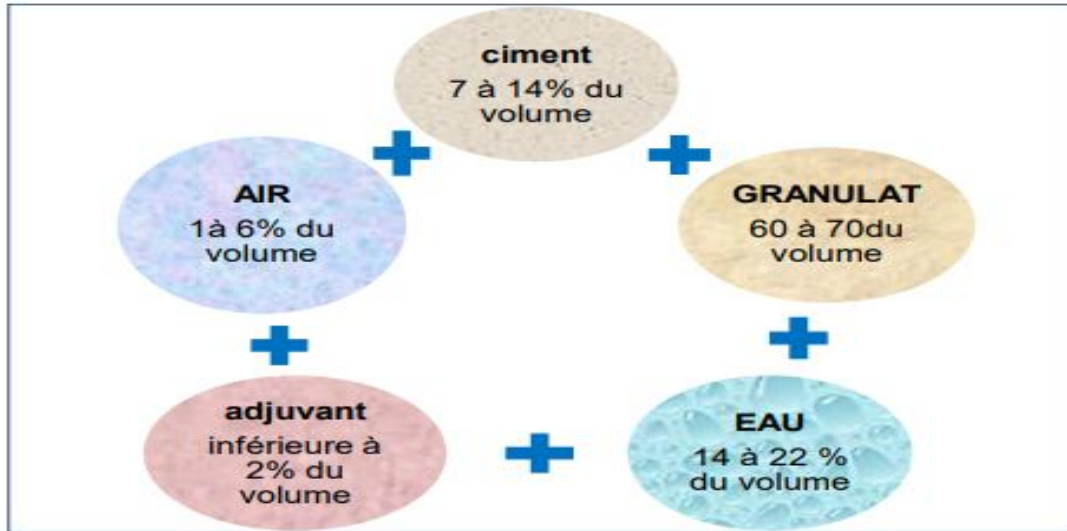 ciment
7 à 14% du
volume
AIR
1à 6% du
volume
GRANULAT
60 à 70du
volume
adjuvant
inférieure à
2% du
volume
EAU
14 à 22 %
du volume